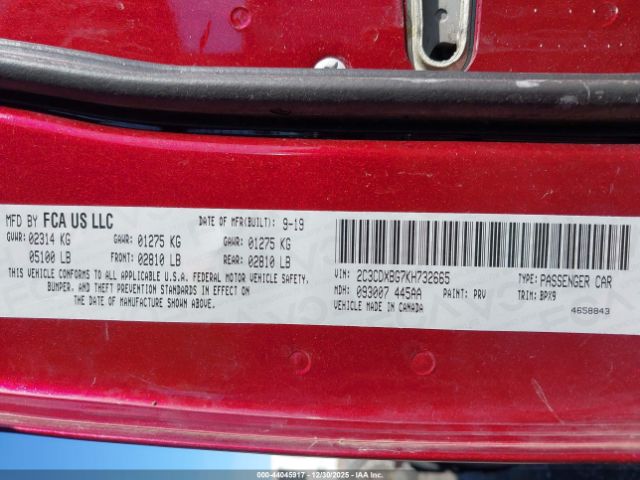 MFD BY FCA US LLC DATE OF MFR(BUILT): 9-19
GVWR: 02314 KG GAWR: 01275 KG GAWR: 01275 KG
05100 LB FRONT: 02810 LB REAR: 02810 LB
THIS VEHICLE CONFORMS TO ALL APPLICABLE U.S.A. FEDERAL MOTOR VEHICLE SAFETY,
BUMPER, AND THEFT PREVENTION STANDARDS IN EFFECT ON
THE DATE OF MANUFACTURE SHOWN ABOVE.
VIN: 2C3CDXBG7KH732665 TYPE: PASSENGER CAR
MDH: 093007 445AA PAINT: PRV TRIM: BPX9
VEHICLE MADE IN CANADA 4658843
000-44045917 - 12/30/2025 - IAAI